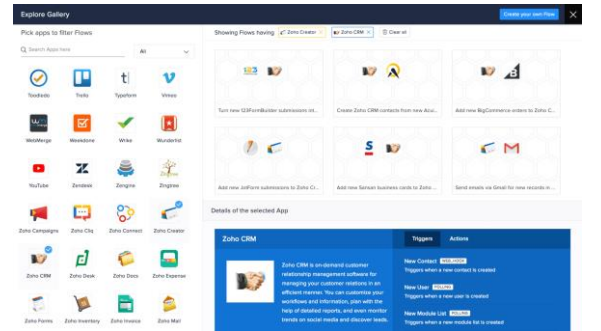 Explore Gallery
Create your own Flow
Pick apps to filter Flows
Search Apps here
All
Toodledo
Trello
Typeform
Vimeo
WebMerge
Weekdone
Wrike
Wunderlist
YouTube
Zendesk
Zengine
Zingtree
Zoho Campaigns
Zoho Cliq
Zoho Connect
Zoho Creator
Zoho CRM
Zoho Desk
Zoho Docs
Zoho Expense
Zoho Forms
Zoho Inventory
Zoho Invoice
Zoho Mail
Showing Flows having
Zoho Creator
Zoho CRM
Clear all
123
Turn new 123FormBuilder submissions int...
Create Zoho CRM contacts from new Acui...
Add new BigCommerce orders to Zoho C...
Add new JotForm submissions to Zoho Cr...
Add new Sansan business cards to Zoho ...
Send emails via Gmail for new records in ...
Details of the selected App
Zoho CRM
Triggers
Actions
Zoho CRM is on-demand customer
relationship management software for
managing your customer relations in an
efficient manner. You can customize your
workflows and information, plan with the
help of detailed reports, and even monitor
trends on social media and discover leads.
New Contact WEBHOOK
Triggers when a new contact is created
New User POLLING
Triggers when a new user is created
New Module List POLLING
Triggers when a new module list is created